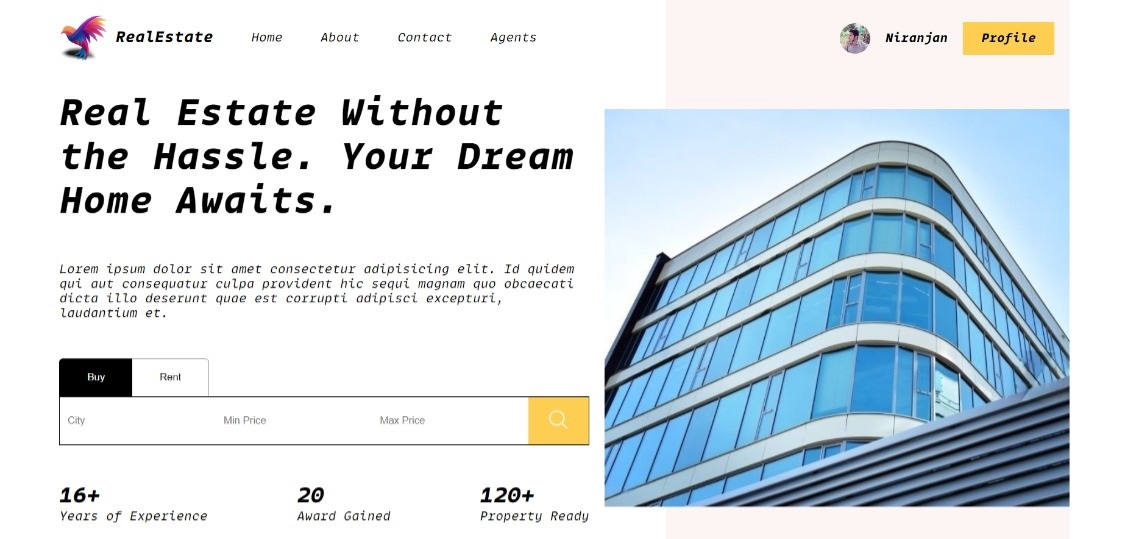 RealEstate
Home
About
Contact
Agents
Niranjan
Profile
Real Estate Without
the Hassle. Your Dream
Home Awaits.
Lorem ipsum dolor sit amet consectetur adipisicing elit. Id quidem
qui aut consequatur culpa provident hic sequi magnam quo obcaecati
dicta illo deserunt quae est corrupti adipisci excepturi,
laudantium et.
Buy
Rent
City
Min Price
Max Price
16+
Years of Experience
20
Award Gained
120+
Property Ready